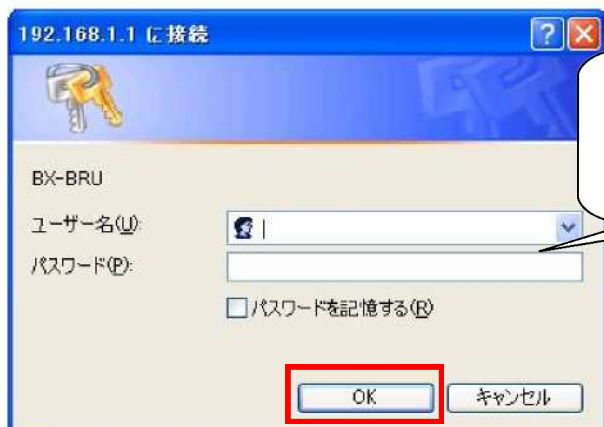 192.168.1.1 に接続
BX-BRU
ユーザー名(U):
パスワード(P):
パスワードを記憶する(R)
OK
キャンセル